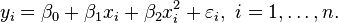 y_i = β_0 + β_1 x_i + β_2 x_i^2 + ε_i, i = 1, …, n.